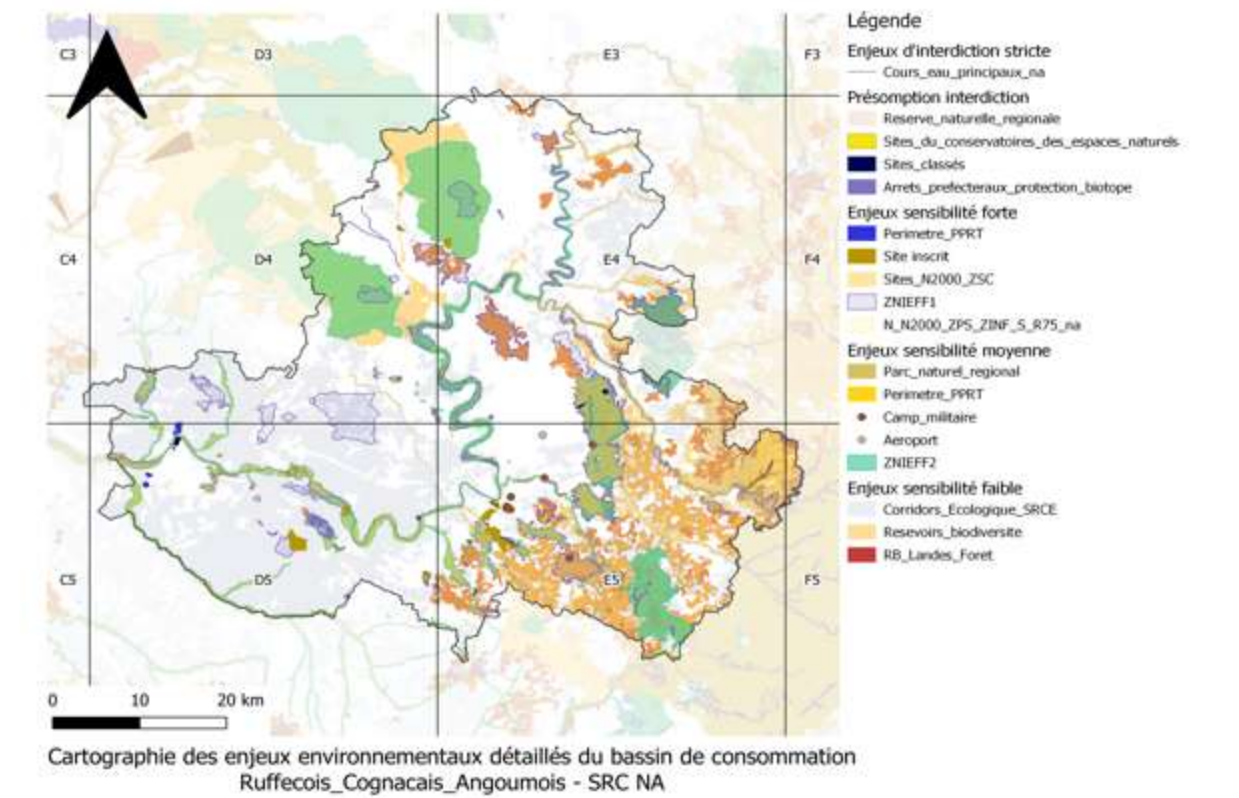 C3
D3
E3
F3
C4
D4
E4
F4
C5
D5
E5
F5
0 10 20 km
Cartographie des enjeux environnementaux détaillés du bassin de consommation
Ruffecois_Cognacais_Angoumois - SRC NA
Légende
Enjeux d'interdiction stricte
Cours_eau_principaux_na
Présomption interdiction
Reserve_naturelle_regionale
Sites_du_conservatoires_des_espaces_naturels
Sites_classés
Arrets_prefecteraux_protection_biotope
Enjeux sensibilité forte
Perimetre_PPRT
Site inscrit
Sites_N2000_ZSC
ZNIEFF1
N_N2000_ZPS_ZINF_S_R75_na
Enjeux sensibilité moyenne
Parc_naturel_regional
Perimetre_PPRT
Camp_militaire
Aeroport
ZNIEFF2
Enjeux sensibilité faible
Corridors_Ecologique_SRCE
Resevoirs_biodiversite
RB_Landes_Foret